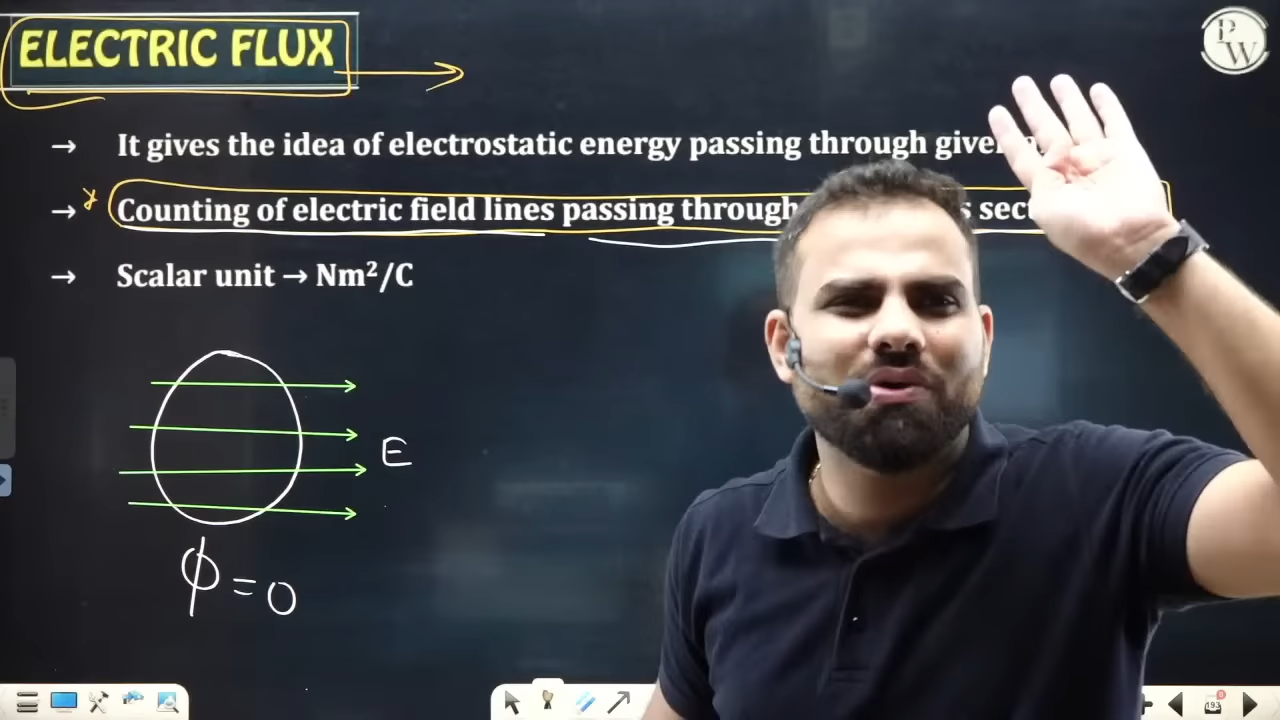 ELECTRIC FLUX
PW
→ It gives the idea of electrostatic energy passing through
→ Counting of electric field lines passing through
→ Scalar unit → Nm²/C
E
ϕ = 0
193